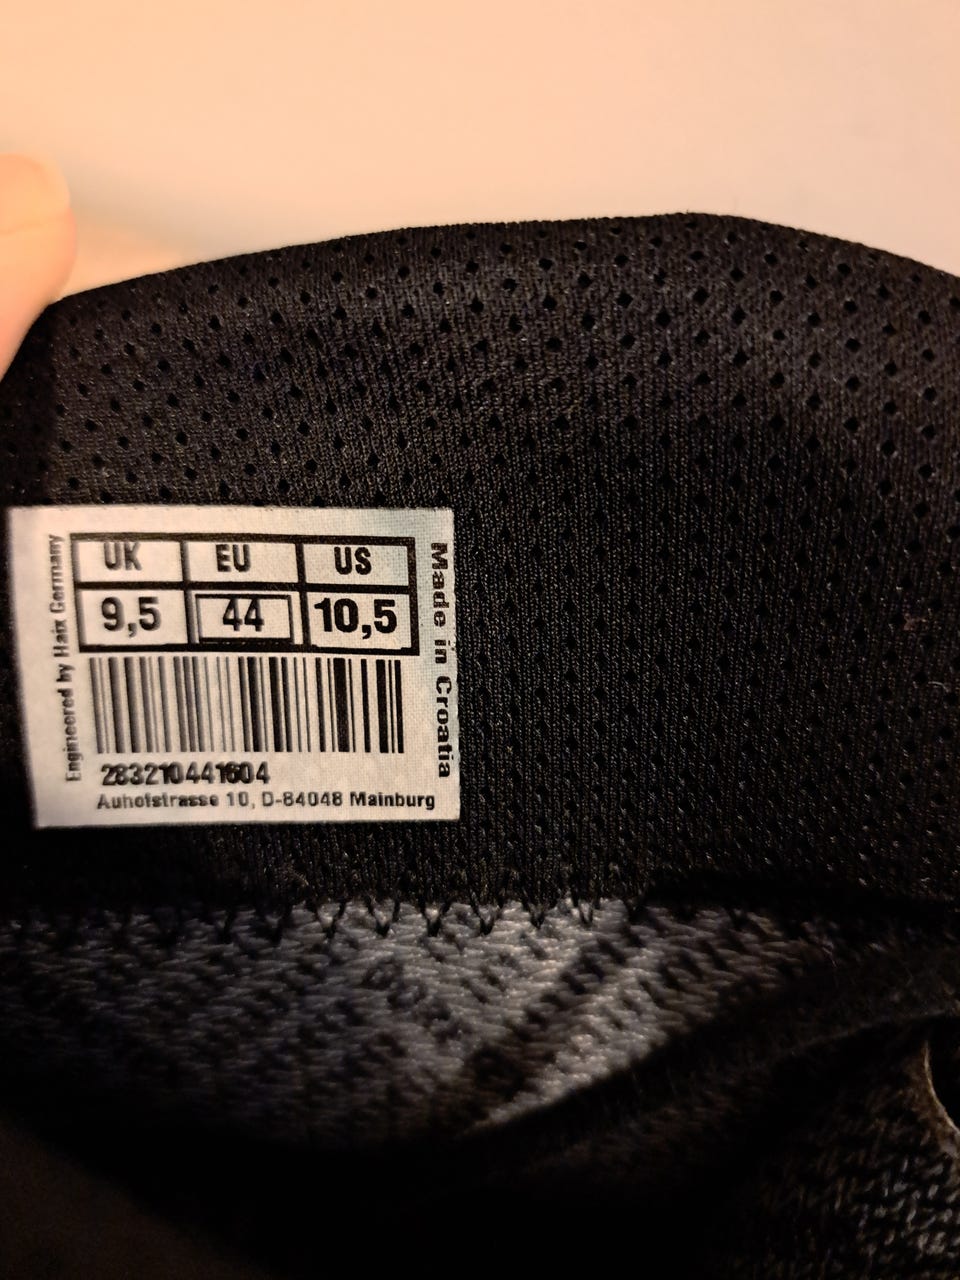 Engineered by Haix Germany
UK EU US
9,5 44 10,5
Made in Croatia
283210441604
Auhofstrasse 10, D-84048 Mainburg